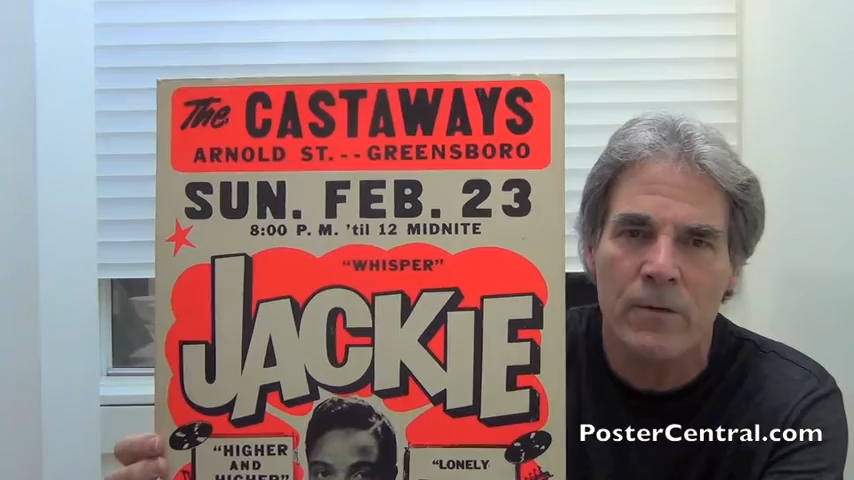 The CASTAWAYS
ARNOLD ST. -- GREENSBORO
SUN. FEB. 23
8:00 P. M. 'til 12 MIDNITE
"WHISPER"
JACKIE
"HIGHER
AND
HIGHER"
"LONELY
PosterCentral.com